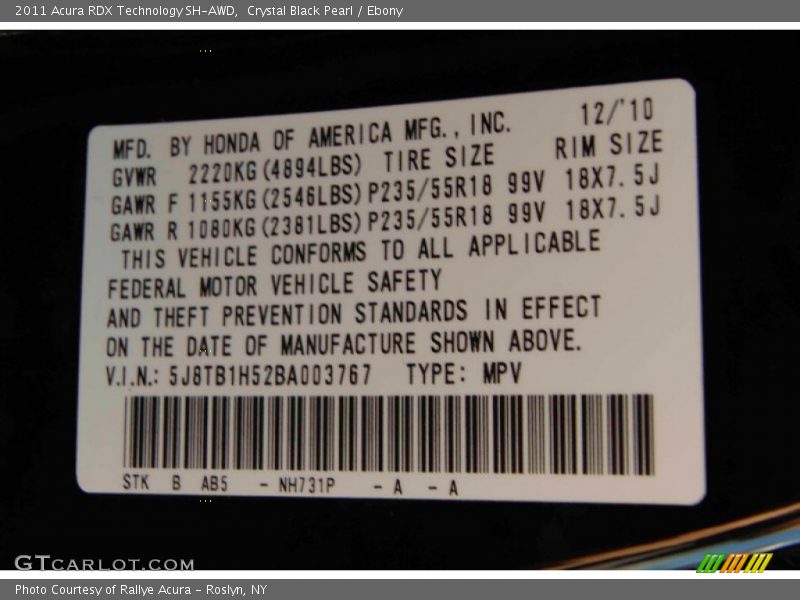 2011 Acura RDX Technology SH-AWD,  Crystal Black Pearl / Ebony
12/'10
MFD. BY HONDA OF AMERICA MFG., INC.
GVWR 2220KG(4894LBS) TIRE SIZE RIM SIZE
GAWR F 1155KG(2546LBS) P235/55R18 99V 18X7.5J
GAWR R 1080KG(2381LBS) P235/55R18 99V 18X7.5J
THIS VEHICLE CONFORMS TO ALL APPLICABLE
FEDERAL MOTOR VEHICLE SAFETY
AND THEFT PREVENTION STANDARDS IN EFFECT
ON THE DATE OF MANUFACTURE SHOWN ABOVE.
V.I.N.: 5J8TB1H52BA003767 TYPE: MPV
STK B AB5 - NH731P - A - A
GTCARLOT.COM
Photo Courtesy of Rallye Acura - Roslyn, NY